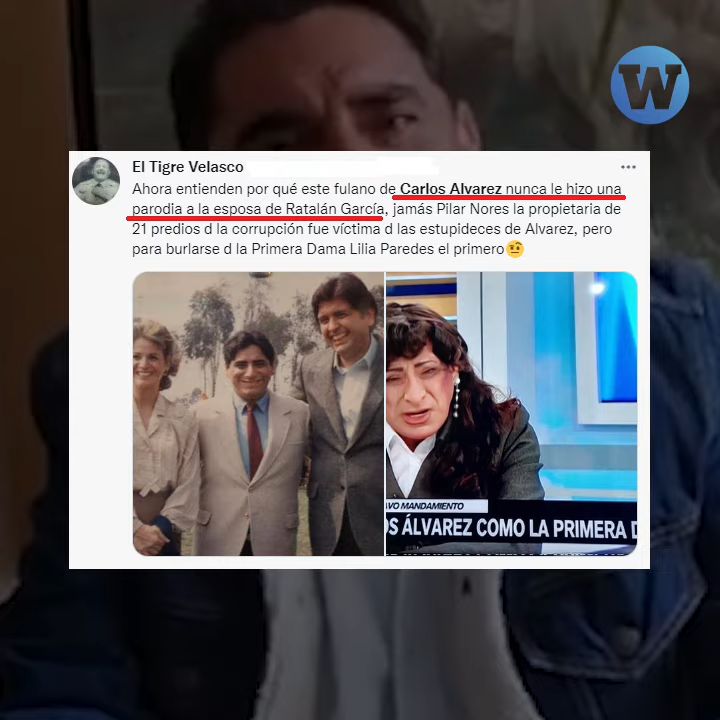 W
El Tigre Velasco
Ahora entienden por qué este fulano de Carlos Alvarez nunca le hizo una
parodia a la esposa de Ratalán García, jamás Pilar Nores la propietaria de
21 predios d la corrupción fue víctima d las estupideces de Alvarez, pero
para burlarse d la Primera Dama Lilia Paredes el primero🤨
AVO MANDAMIENTO
OS ÁLVAREZ COMO LA PRIMERA D